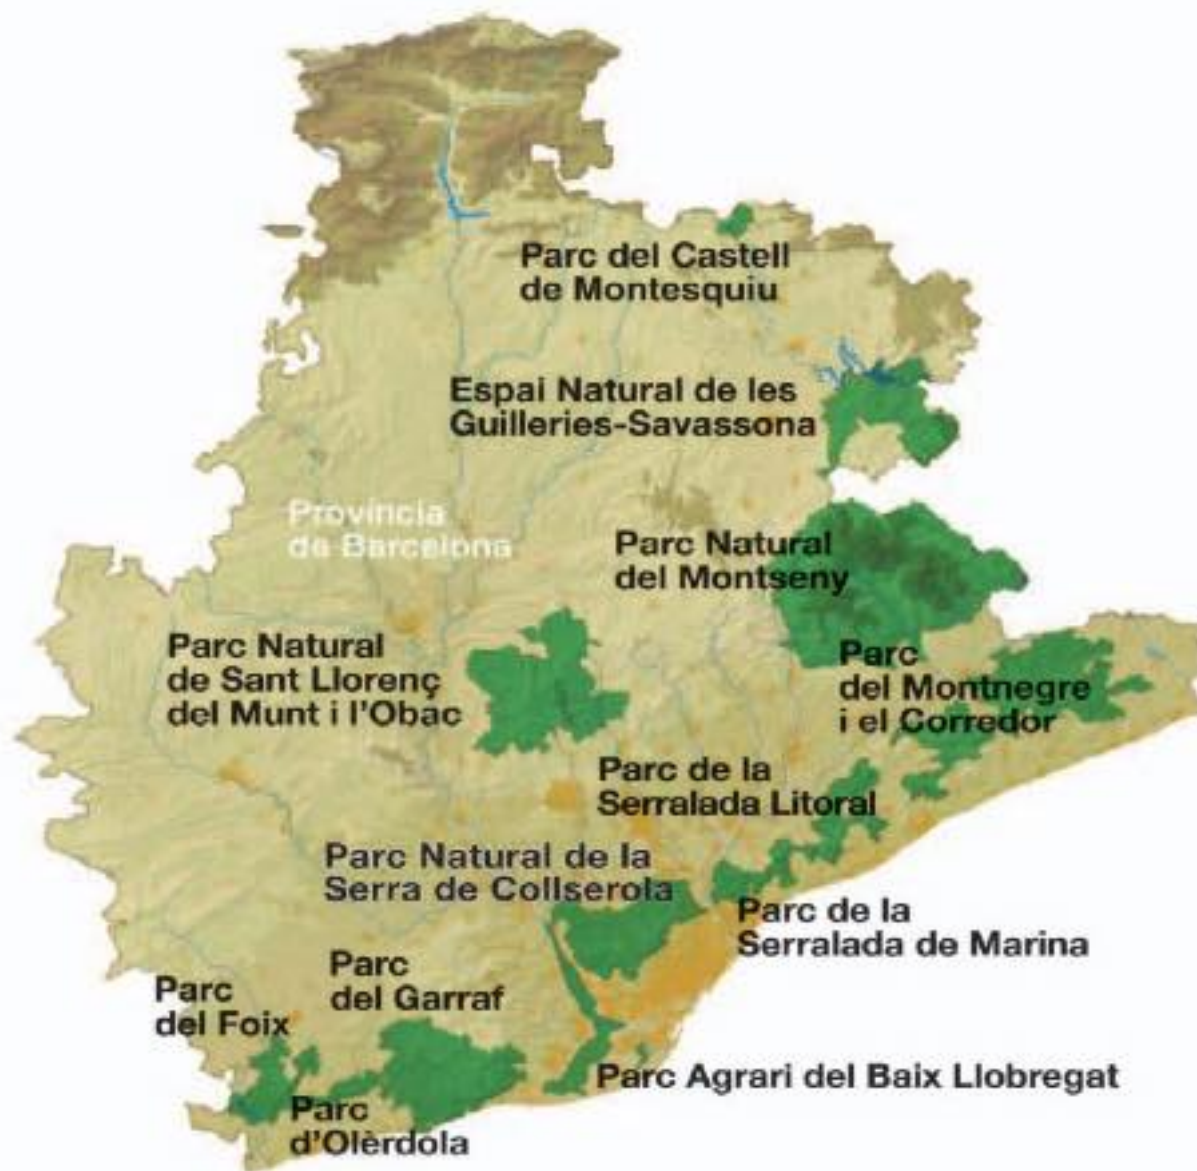 Parc del Castell
de Montesquiu
Espai Natural de les
Guilleries-Savassona
Província
de Barcelona
Parc Natural
del Montseny
Parc Natural
de Sant Llorenç
del Munt i l'Obac
Parc
del Montnegre
i el Corredor
Parc de la
Serralada Litoral
Parc Natural de la
Serra de Collserola
Parc de la
Serralada de Marina
Parc
del Garraf
Parc
del Foix
Parc Agrari del Baix Llobregat
Parc
d'Olèrdola